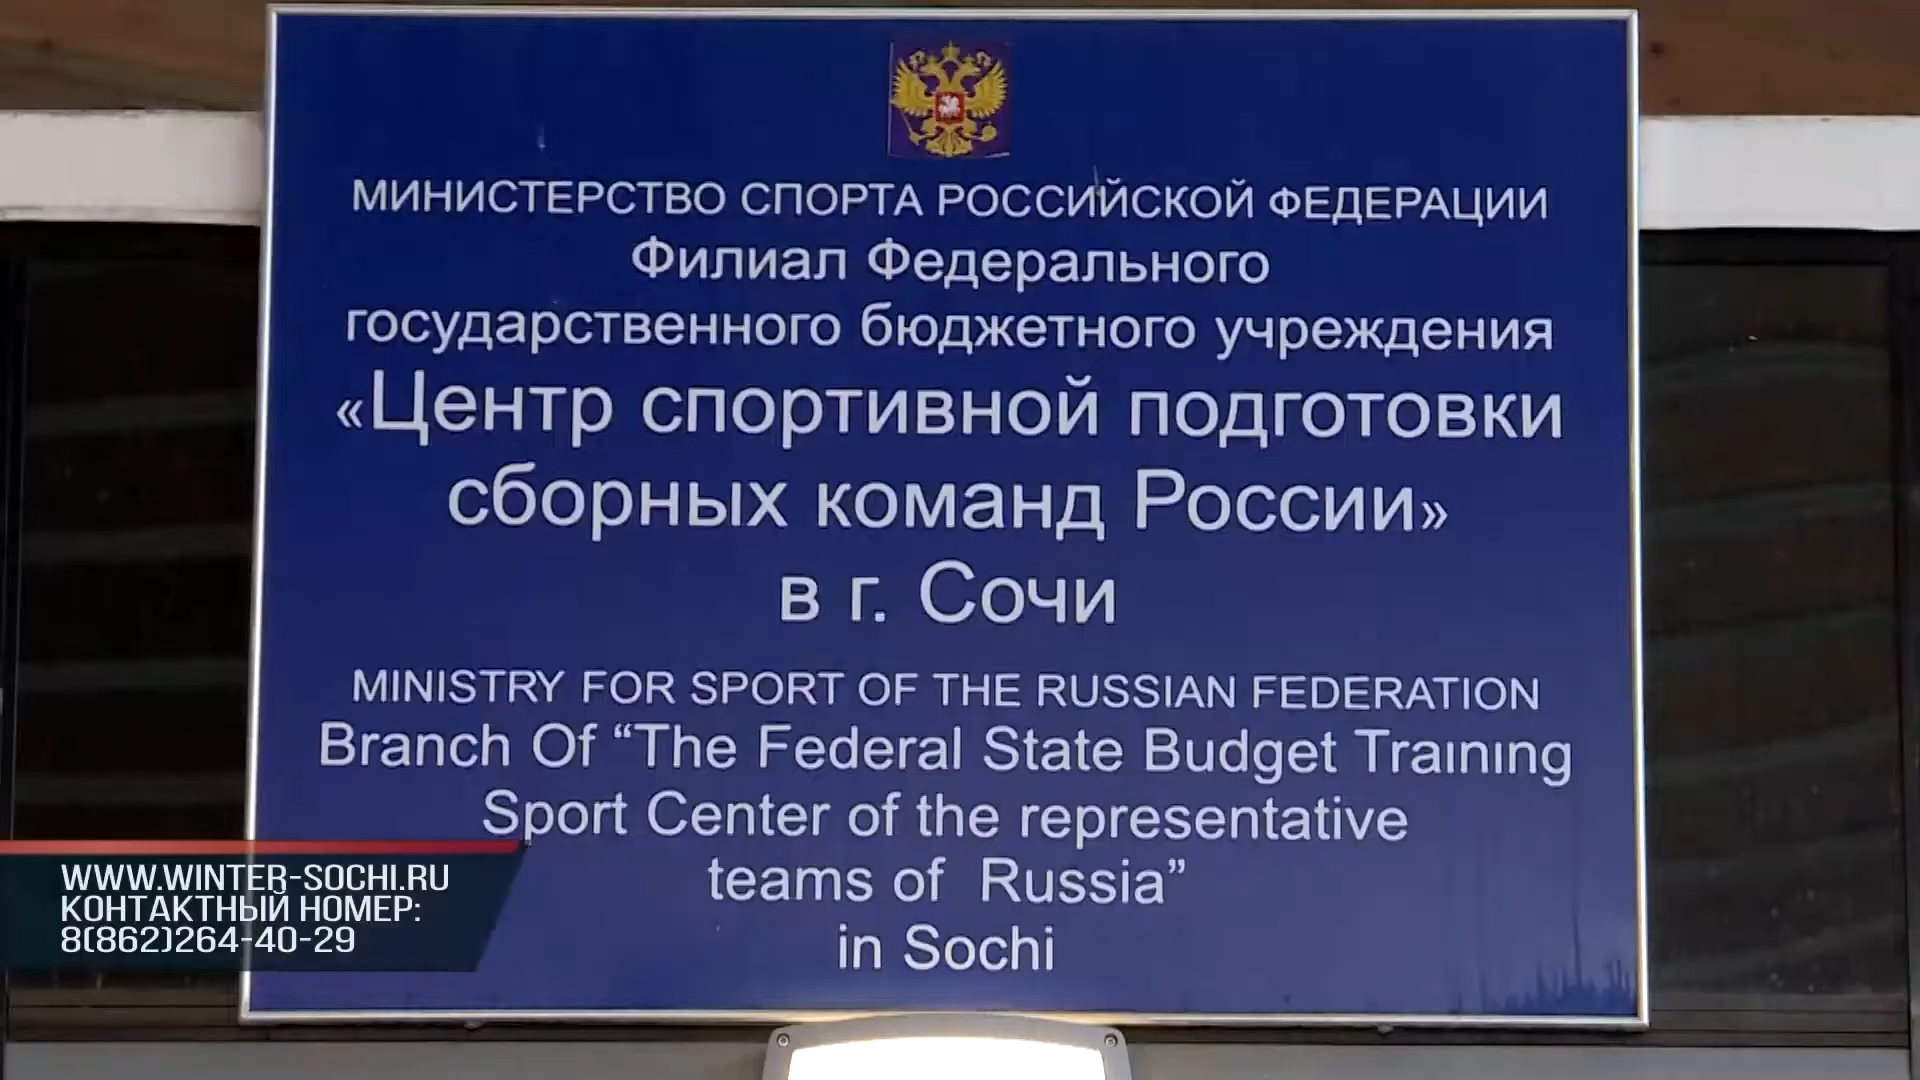 МИНИСТЕРСТВО СПОРТА РОССИЙСКОЙ ФЕДЕРАЦИИ
Филиал Федерального
государственного бюджетного учреждения
«Центр спортивной подготовки
сборных команд России»
в г. Сочи
MINISTRY FOR SPORT OF THE RUSSIAN FEDERATION
Branch Of “The Federal State Budget Training
Sport Center of the representative
teams of Russia”
in Sochi
WWW.WINTER-SOCHI.RU
КОНТАКТНЫЙ НОМЕР:
8(862)264-40-29